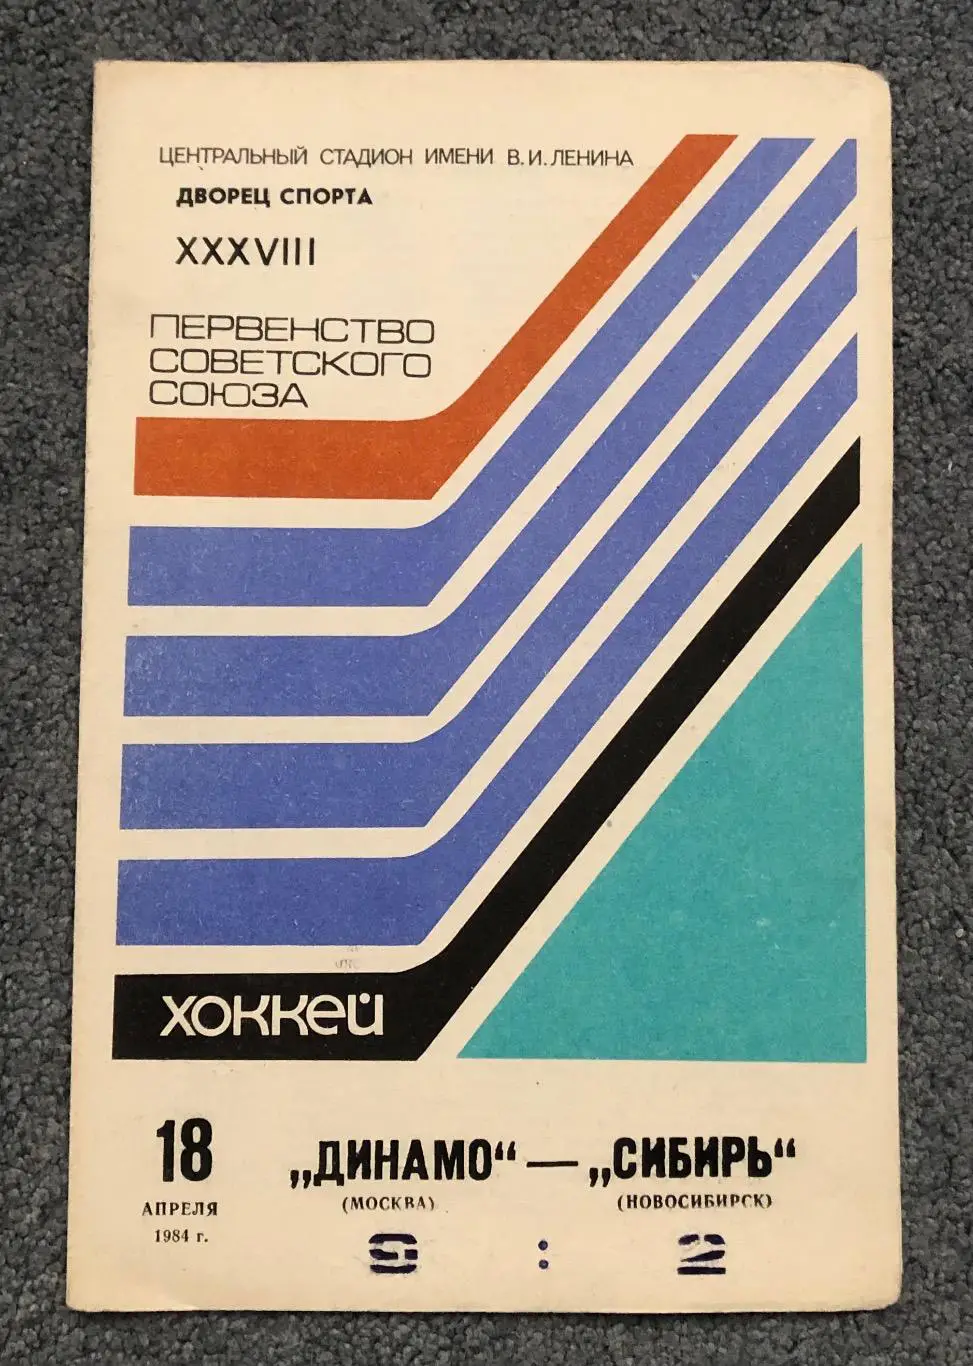 ЦЕНТРАЛЬНЫЙ СТАДИОН ИМЕНИ В.И.ЛЕНИНА
ДВОРЕЦ СПОРТА
XXXVIII
ПЕРВЕНСТВО
СОВЕТСКОГО
СОЮЗА
ХОККЕЙ
18 „ДИНАМО“ — „СИБИРЬ“
АПРЕЛЯ (МОСКВА) (НОВОСИБИРСК)
1984 г. 9 : 2